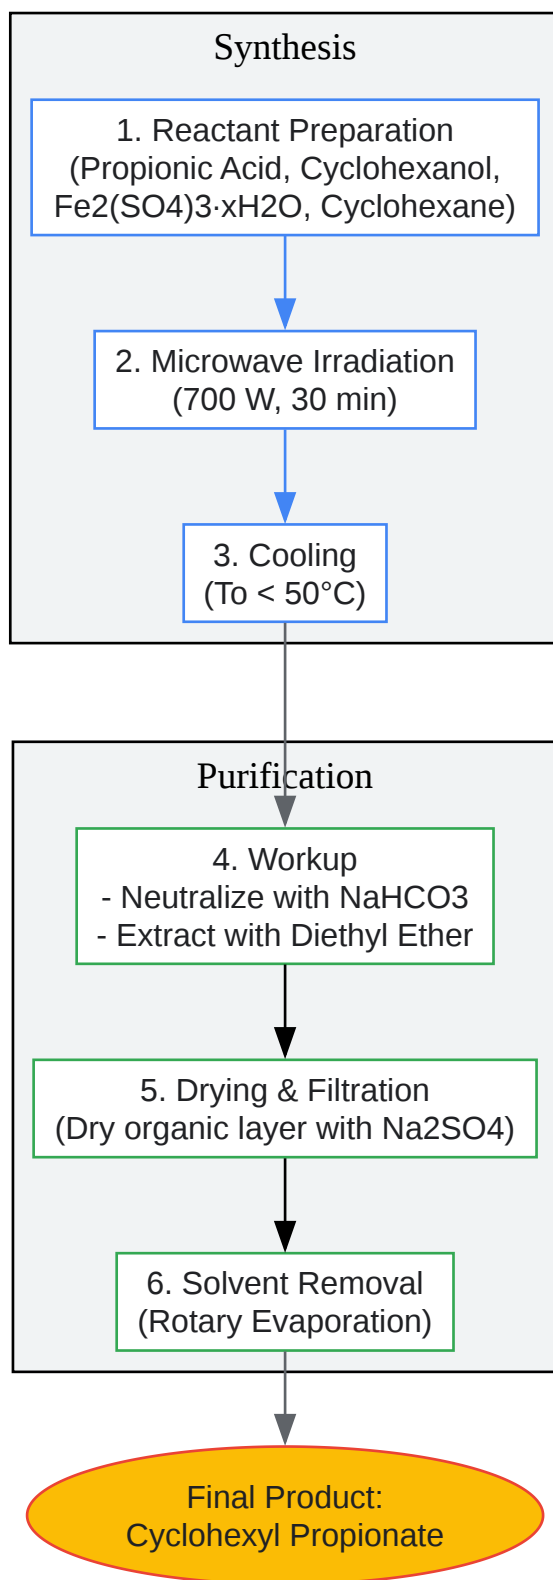 Synthesis
1. Reactant Preparation
(Propionic Acid, Cyclohexanol,
Fe2(SO4)3·xH2O, Cyclohexane)
2. Microwave Irradiation
(700 W, 30 min)
3. Cooling
(To < 50°C)
Purification
4. Workup
- Neutralize with NaHCO3
- Extract with Diethyl Ether
5. Drying & Filtration
(Dry organic layer with Na2SO4)
6. Solvent Removal
(Rotary Evaporation)
Final Product:
Cyclohexyl Propionate